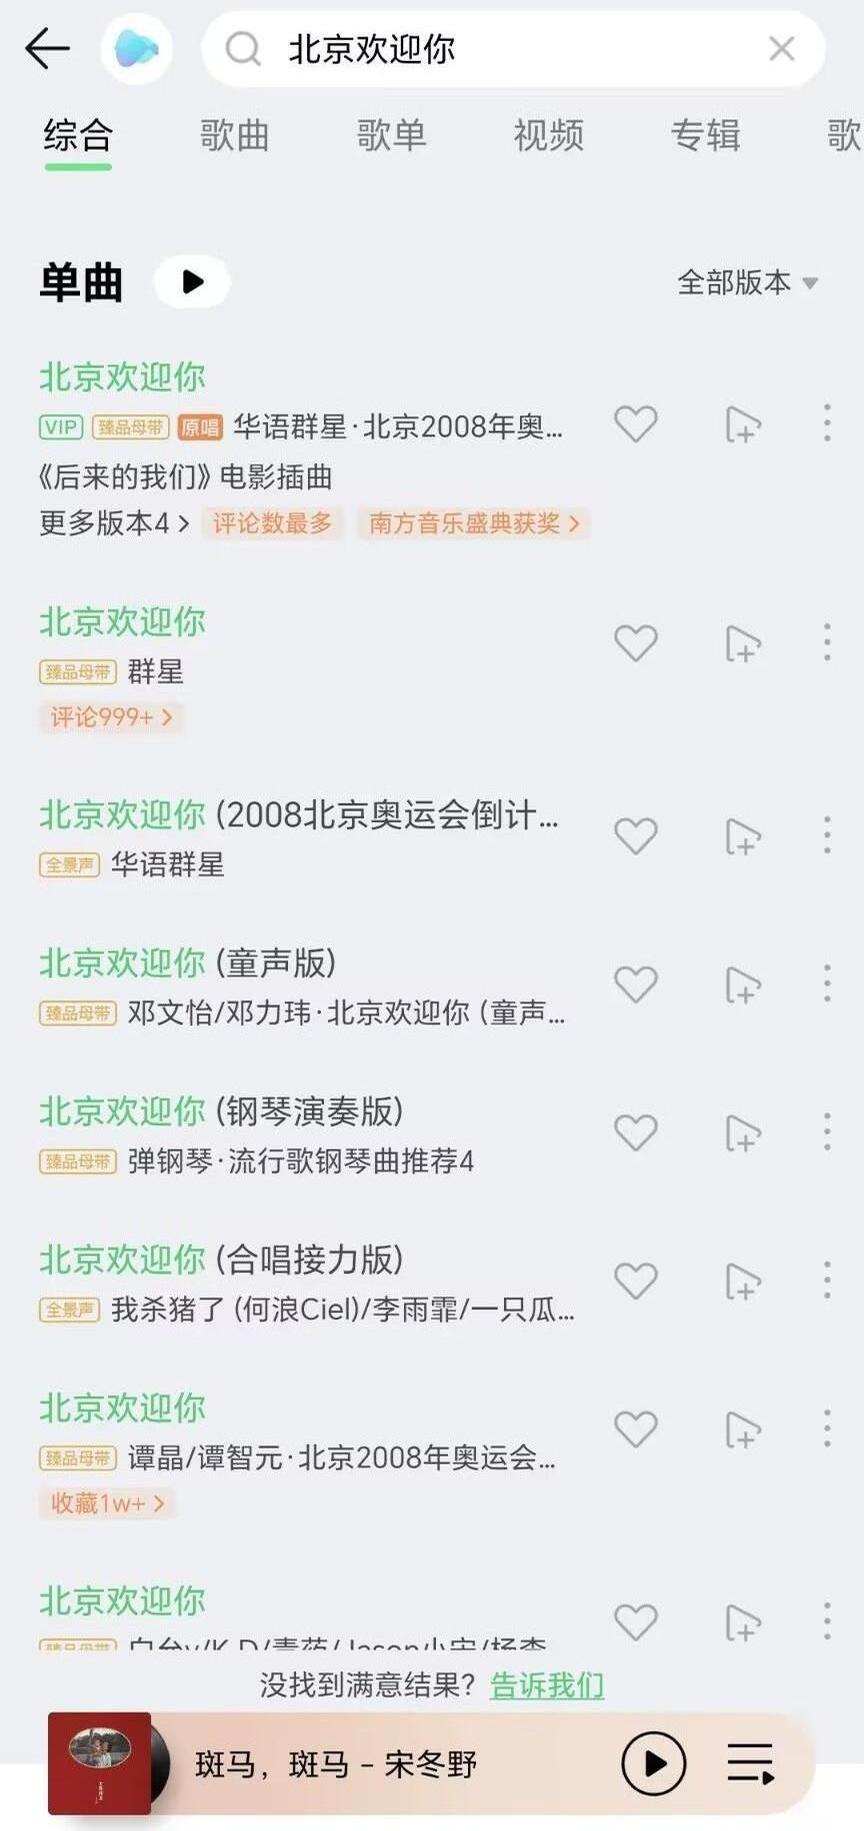 北京欢迎你
综合 歌曲 歌单 视频 专辑 歌
单曲 全部版本
北京欢迎你
VIP 臻品母带 原唱 华语群星·北京2008年奥...
《后来的我们》电影插曲
更多版本4 > 评论数最多 南方音乐盛典获奖 >
北京欢迎你
臻品母带 群星
评论999+ >
北京欢迎你 (2008北京奥运会倒计...
全景声 华语群星
北京欢迎你 (童声版)
臻品母带 邓文怡/邓力玮·北京欢迎你 (童声...
北京欢迎你 (钢琴演奏版)
臻品母带 弹钢琴·流行歌钢琴曲推荐4
北京欢迎你 (合唱接力版)
全景声 我杀猪了 (何浪Ciel)/李雨霏/一只瓜...
北京欢迎你
臻品母带 谭晶/谭智元·北京2008年奥运会...
收藏1w+ >
北京欢迎你
没找到满意结果？告诉我们
斑马，斑马 - 宋冬野